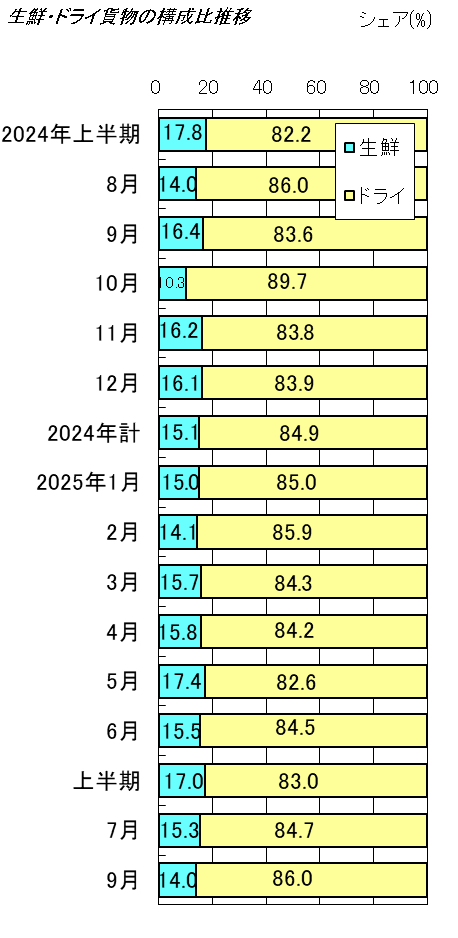 生鮮・ドライ貨物の構成比推移
シェア(%)
0 20 40 60 80 100
2024年上半期 17.8 82.2
生鮮
ドライ
8月 14.0 86.0
9月 16.4 83.6
10月 10.3 89.7
11月 16.2 83.8
12月 16.1 83.9
2024年計 15.1 84.9
2025年1月 15.0 85.0
2月 14.1 85.9
3月 15.7 84.3
4月 15.8 84.2
5月 17.4 82.6
6月 15.5 84.5
上半期 17.0 83.0
7月 15.3 84.7
9月 14.0 86.0